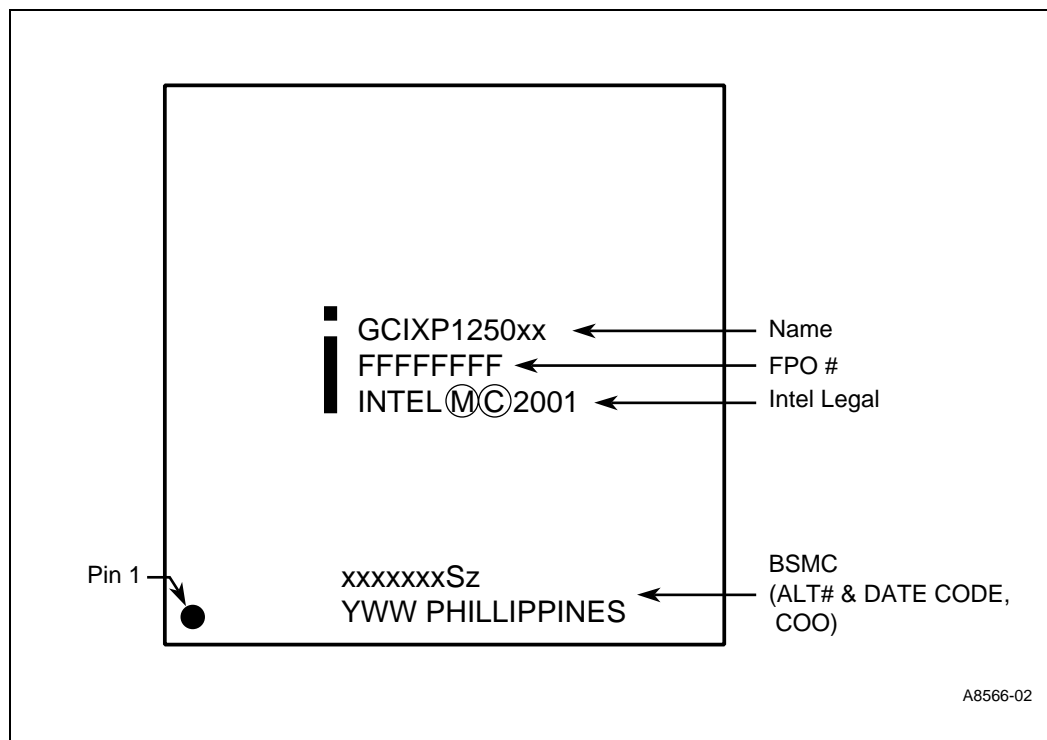 GCIXP1250xx
Name
FFFFFFFF
FPO #
INTEL Ⓜ©2001
Intel Legal
Pin 1
xxxxxxxSz
YWW PHILLIPPINES
BSMC
(ALT# & DATE CODE,
COO)
A8566-02